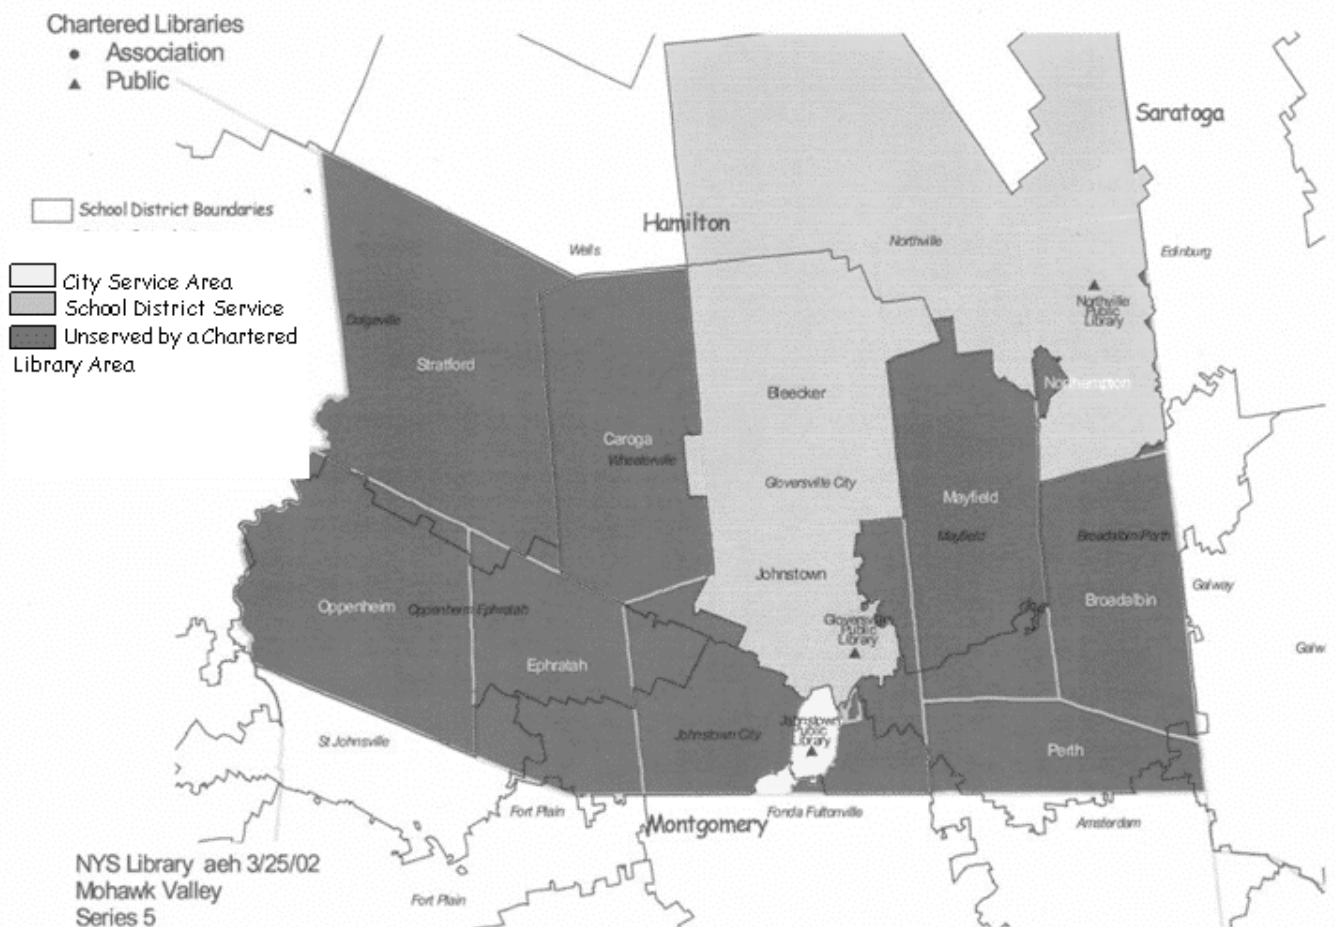 Chartered Libraries
Association
Public
Saratoga
School District Boundaries
Hamilton
Wells
Northville
Edinburg
City Service Area
School District Service
Unserved by a Chartered
Library Area
Northville
Public
Library
Dolgeville
Stratford
Northampton
Bleecker
Caroga
Wheelerville
Gloversville City
Mayfield
Mayfield
Broadalbin Perth
Johnstown
Galway
Oppenheim
Oppenheim Ephratah
Broadalbin
Gloversville
Public
Library
Ephratah
Galw
Johnstown
Public
Library
St Johnsville
Johnstown City
Perth
Fort Plain
Fonda Fultonville
Montgomery
Amsterdam
NYS Library aeh 3/25/02
Mohawk Valley
Fort Plain
Series 5